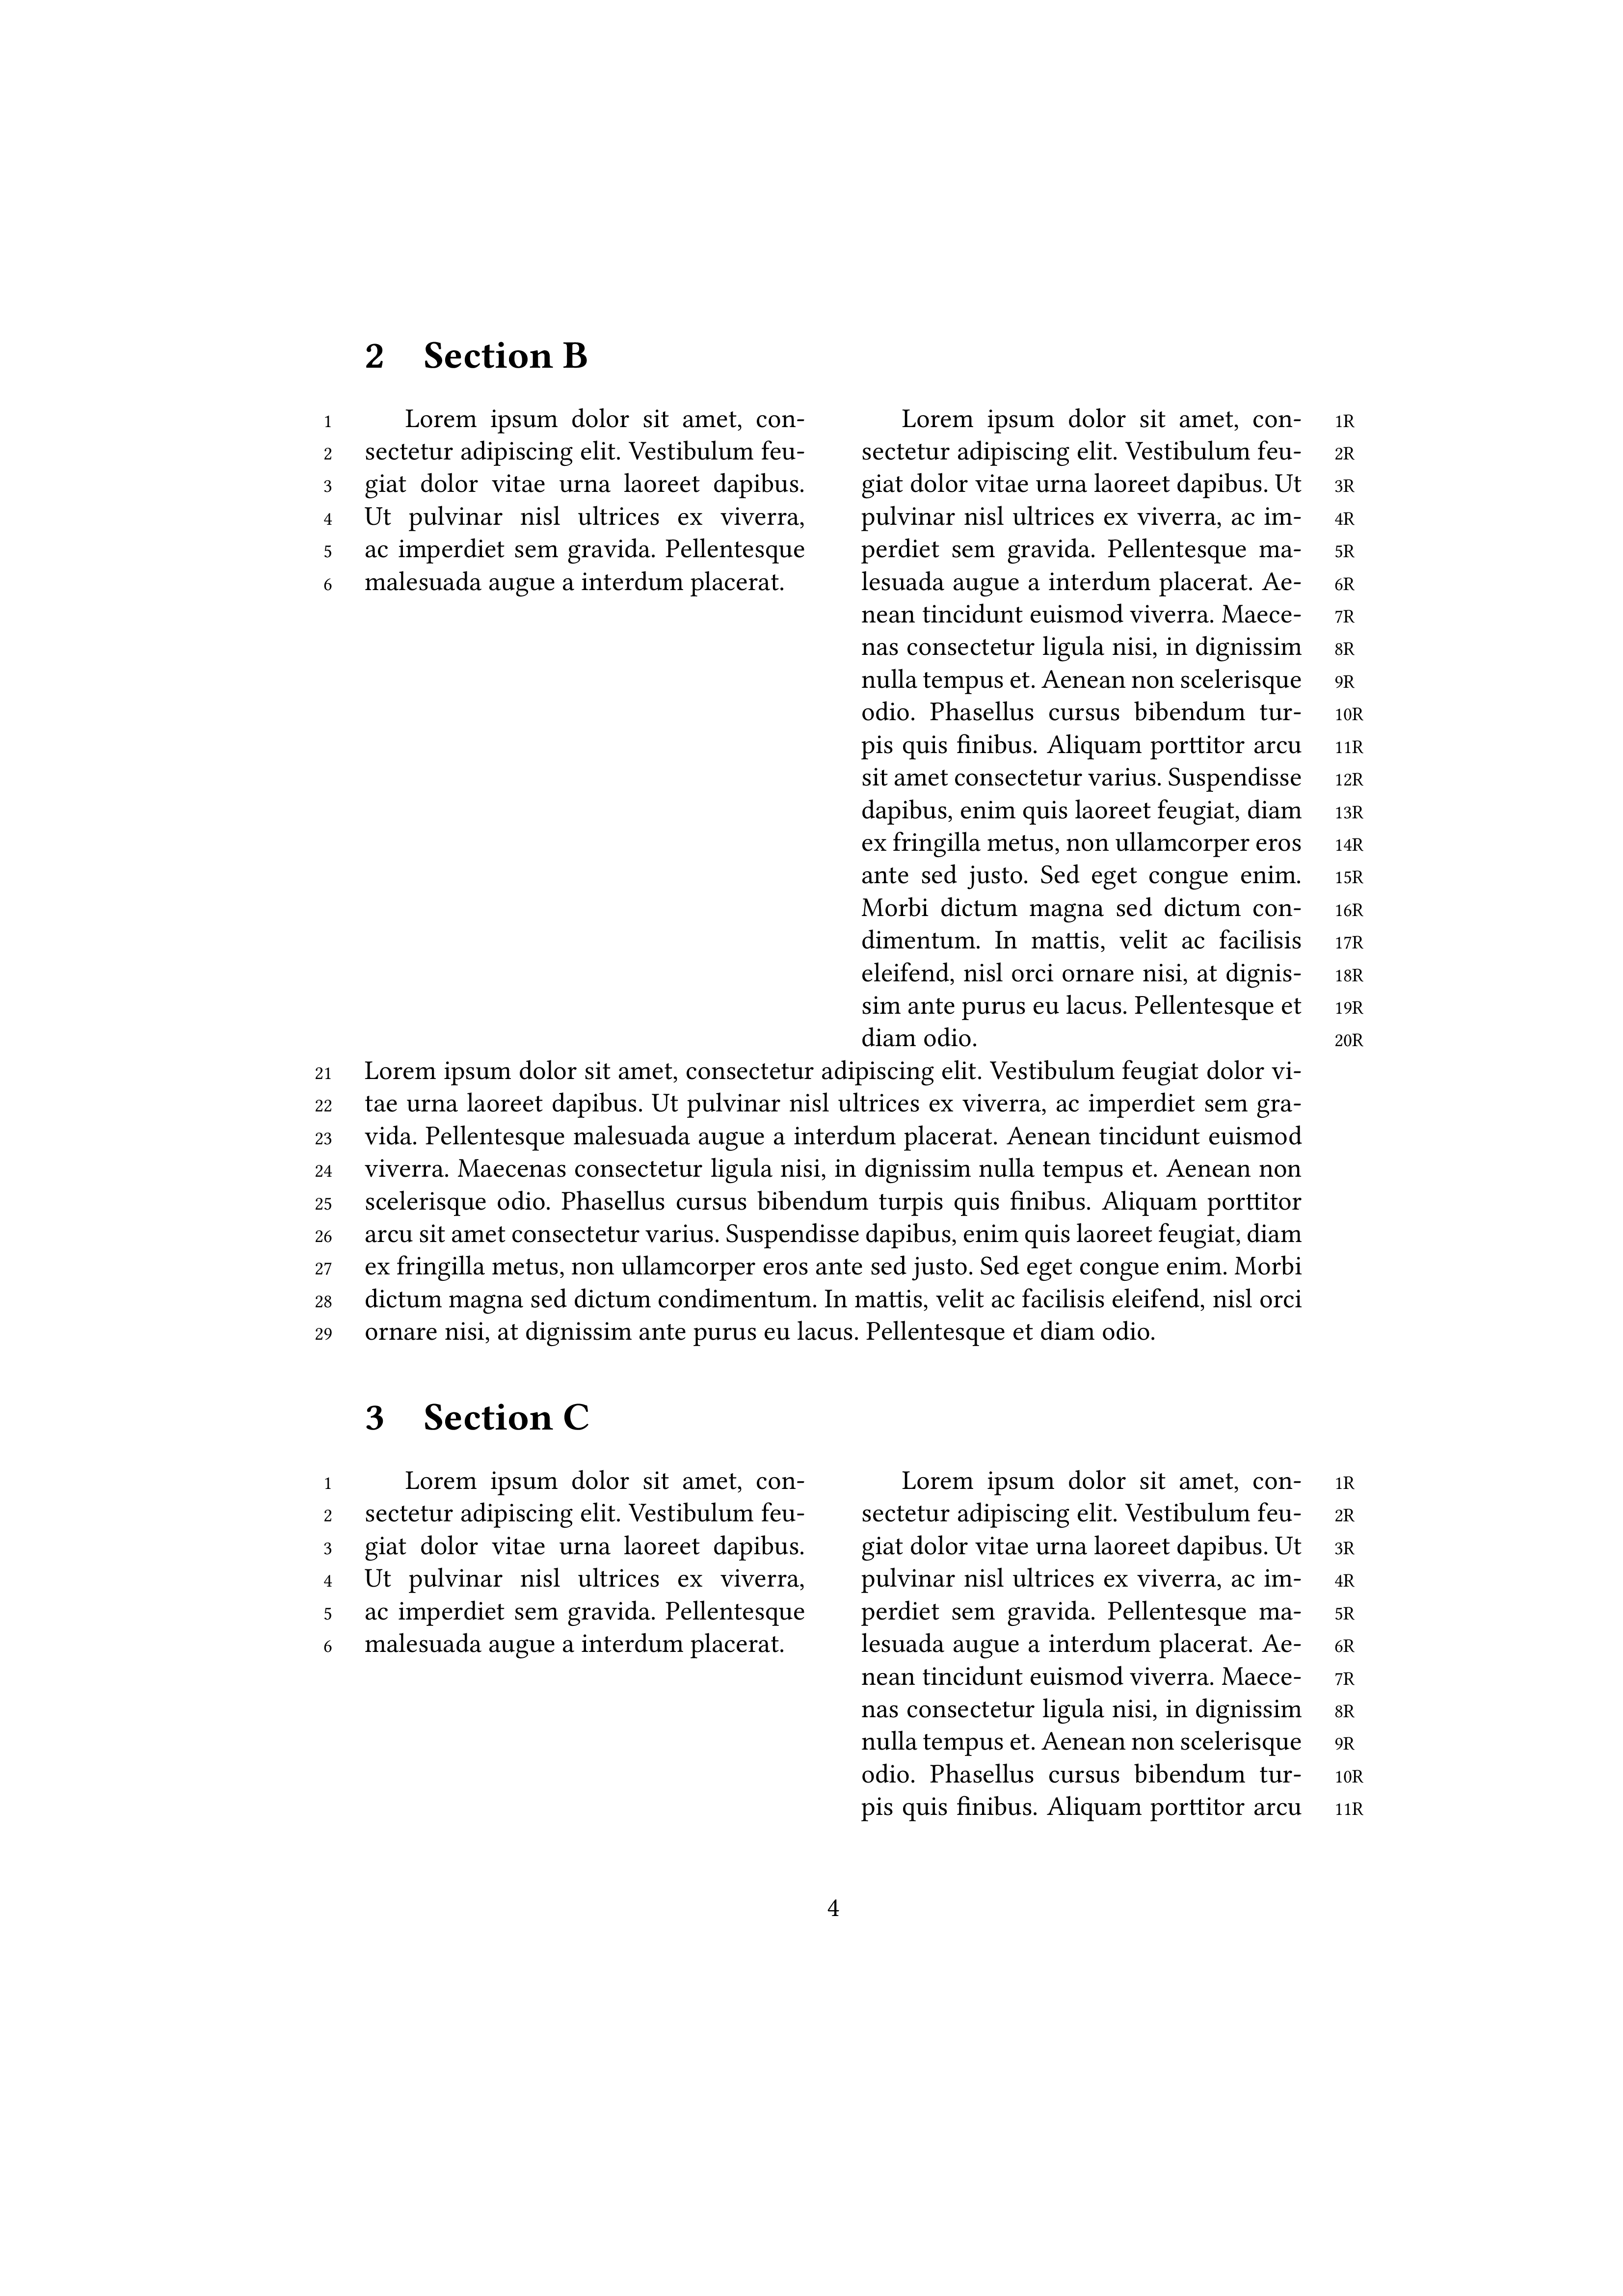 2 Section B
1 Lorem ipsum dolor sit amet, con-
2 sectetur adipiscing elit. Vestibulum feu-
3 giat dolor vitae urna laoreet dapibus.
4 Ut pulvinar nisl ultrices ex viverra,
5 ac imperdiet sem gravida. Pellentesque
6 malesuada augue a interdum placerat.
Lorem ipsum dolor sit amet, con- 1R
sectetur adipiscing elit. Vestibulum feu- 2R
giat dolor vitae urna laoreet dapibus. Ut 3R
pulvinar nisl ultrices ex viverra, ac im- 4R
perdiet sem gravida. Pellentesque ma- 5R
lesuada augue a interdum placerat. Ae- 6R
nean tincidunt euismod viverra. Maece- 7R
nas consectetur ligula nisi, in dignissim 8R
nulla tempus et. Aenean non scelerisque 9R
odio. Phasellus cursus bibendum tur- 10R
pis quis finibus. Aliquam porttitor arcu 11R
sit amet consectetur varius. Suspendisse 12R
dapibus, enim quis laoreet feugiat, diam 13R
ex fringilla metus, non ullamcorper eros 14R
ante sed justo. Sed eget congue enim. 15R
Morbi dictum magna sed dictum con- 16R
dimentum. In mattis, velit ac facilisis 17R
eleifend, nisl orci ornare nisi, at dignis- 18R
sim ante purus eu lacus. Pellentesque et 19R
diam odio. 20R
21 Lorem ipsum dolor sit amet, consectetur adipiscing elit. Vestibulum feugiat dolor vi-
22 tae urna laoreet dapibus. Ut pulvinar nisl ultrices ex viverra, ac imperdiet sem gra-
23 vida. Pellentesque malesuada augue a interdum placerat. Aenean tincidunt euismod
24 viverra. Maecenas consectetur ligula nisi, in dignissim nulla tempus et. Aenean non
25 scelerisque odio. Phasellus cursus bibendum turpis quis finibus. Aliquam porttitor
26 arcu sit amet consectetur varius. Suspendisse dapibus, enim quis laoreet feugiat, diam
27 ex fringilla metus, non ullamcorper eros ante sed justo. Sed eget congue enim. Morbi
28 dictum magna sed dictum condimentum. In mattis, velit ac facilisis eleifend, nisl orci
29 ornare nisi, at dignissim ante purus eu lacus. Pellentesque et diam odio.
3 Section C
1 Lorem ipsum dolor sit amet, con-
2 sectetur adipiscing elit. Vestibulum feu-
3 giat dolor vitae urna laoreet dapibus.
4 Ut pulvinar nisl ultrices ex viverra,
5 ac imperdiet sem gravida. Pellentesque
6 malesuada augue a interdum placerat.
Lorem ipsum dolor sit amet, con- 1R
sectetur adipiscing elit. Vestibulum feu- 2R
giat dolor vitae urna laoreet dapibus. Ut 3R
pulvinar nisl ultrices ex viverra, ac im- 4R
perdiet sem gravida. Pellentesque ma- 5R
lesuada augue a interdum placerat. Ae- 6R
nean tincidunt euismod viverra. Maece- 7R
nas consectetur ligula nisi, in dignissim 8R
nulla tempus et. Aenean non scelerisque 9R
odio. Phasellus cursus bibendum tur- 10R
pis quis finibus. Aliquam porttitor arcu 11R
4